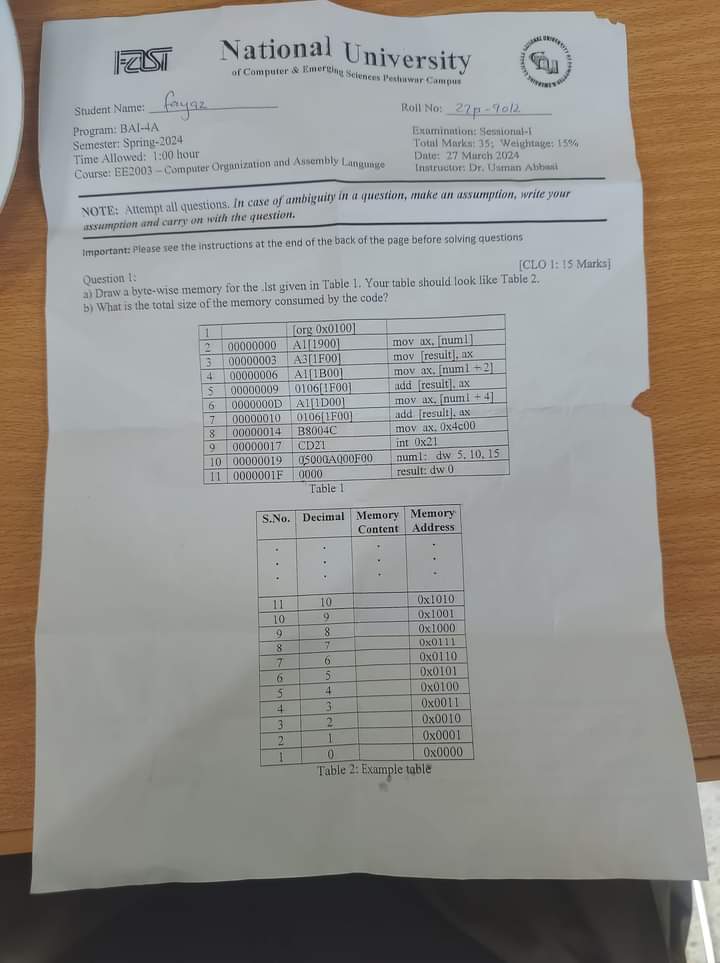 FAST
National University
of Computer & Emerging Sciences Peshawar Campus
Student Name: fayaz
Roll No: 22p-9012
Program: BAI-4A
Semester: Spring-2024
Time Allowed: 1:00 hour
Course: EE2003 – Computer Organization and Assembly Language
Examination: Sessional-I
Total Marks: 35; Weightage: 15%
Date: 27 March 2024
Instructor: Dr. Usman Abbasi
NOTE: Attempt all questions. In case of ambiguity in a question, make an assumption, write your
assumption and carry on with the question.
Important: Please see the instructions at the end of the back of the page before solving questions
[CLO 1: 15 Marks]
Question 1:
a) Draw a byte-wise memory for the .lst given in Table 1. Your table should look like Table 2.
b) What is the total size of the memory consumed by the code?
1 [org 0x0100]
2 00000000 A1[1900] mov ax, [num1]
3 00000003 A3[1F00] mov [result], ax
4 00000006 A1[1B00] mov ax, [num1 + 2]
5 00000009 0106[1F00] add [result], ax
6 0000000D A1[1D00] mov ax, [num1 + 4]
7 00000010 0106[1F00] add [result], ax
8 00000014 B8004C mov ax, 0x4c00
9 00000017 CD21 int 0x21
10 00000019 05000A000F00 num1: dw 5, 10, 15
11 0000001F 0000 result: dw 0
Table 1
S.No. Decimal Memory Content Memory Address
. . . .
. . . .
. . . .
11 10 0x1010
10 9 0x1001
9 8 0x1000
8 7 0x0111
7 6 0x0110
6 5 0x0101
5 4 0x0100
4 3 0x0011
3 2 0x0010
2 1 0x0001
1 0 0x0000
Table 2: Example table